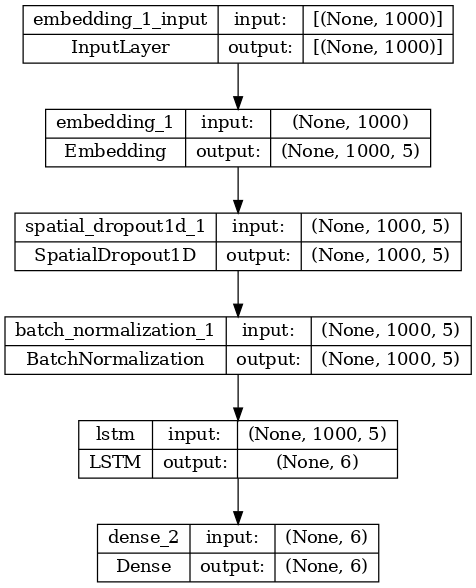 embedding_1_input input: [(None, 1000)]
InputLayer output: [(None, 1000)]
embedding_1 input: (None, 1000)
Embedding output: (None, 1000, 5)
spatial_dropout1d_1 input: (None, 1000, 5)
SpatialDropout1D output: (None, 1000, 5)
batch_normalization_1 input: (None, 1000, 5)
BatchNormalization output: (None, 1000, 5)
lstm input: (None, 1000, 5)
LSTM output: (None, 6)
dense_2 input: (None, 6)
Dense output: (None, 6)